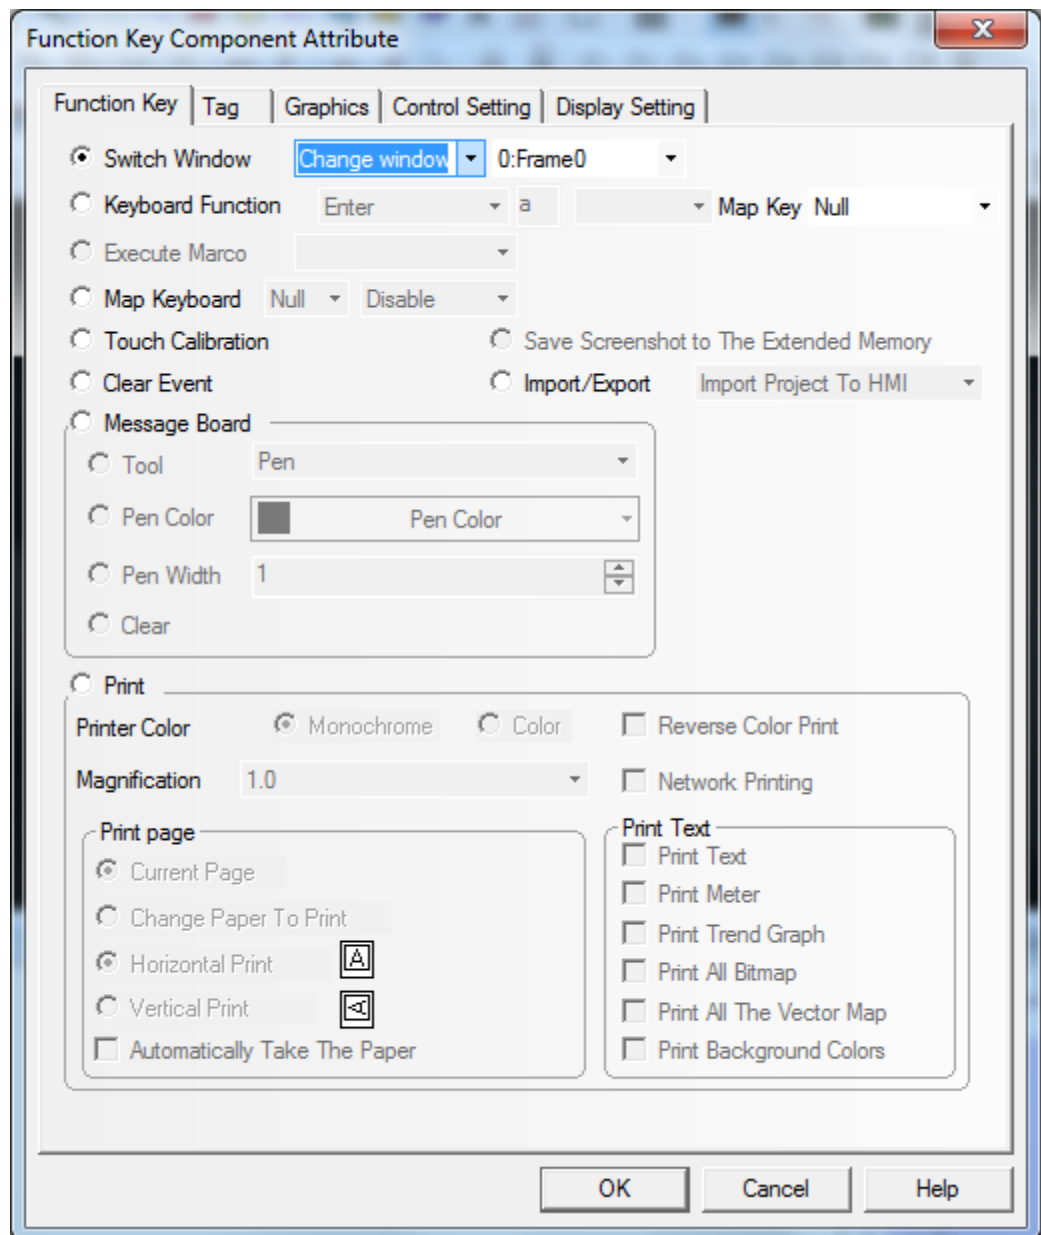 Function Key Component Attribute
Function Key Tag Graphics Control Setting Display Setting
Switch Window Change window 0:Frame0
Keyboard Function Enter a Map Key Null
Execute Marco
Map Keyboard Null Disable
Touch Calibration Save Screenshot to The Extended Memory
Clear Event Import/Export Import Project To HMI
Message Board
Tool Pen
Pen Color Pen Color
Pen Width 1
Clear
Print
Printer Color Monochrome Color Reverse Color Print
Magnification 1.0 Network Printing
Print page
Current Page
Change Paper To Print
Horizontal Print A
Vertical Print A
Automatically Take The Paper
Print Text
Print Text
Print Meter
Print Trend Graph
Print All Bitmap
Print All The Vector Map
Print Background Colors
OK Cancel Help